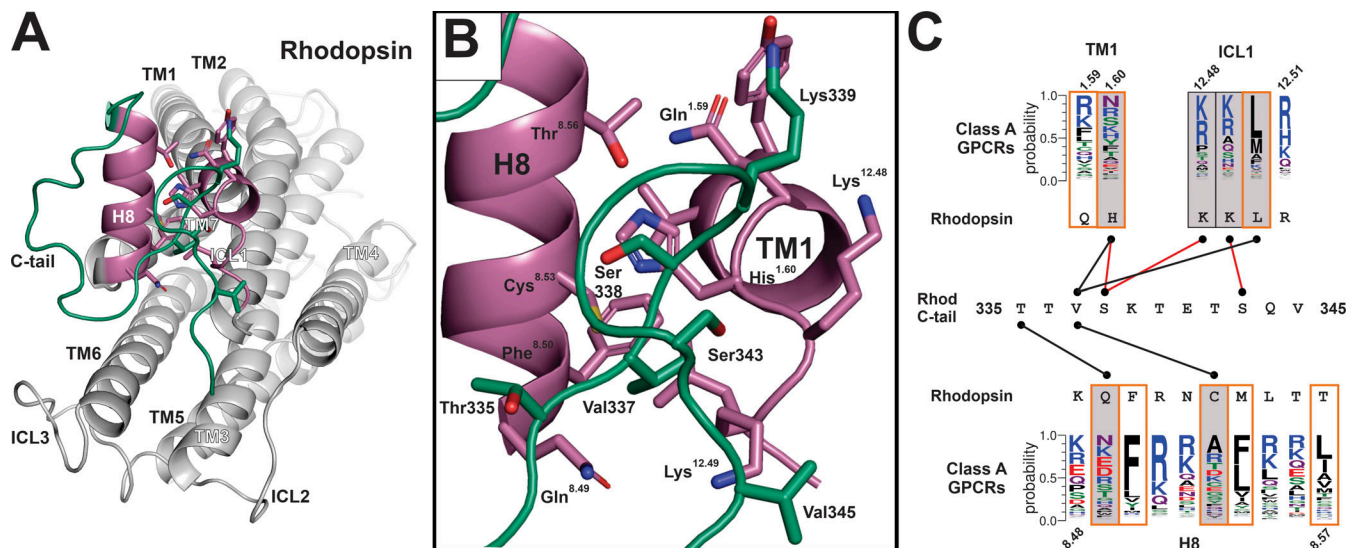 A
Rhodopsin
TM1
TM2
H8
TM7
ICL1
TM4
C-tail
TM6
TM5
TM3
ICL3
ICL2
B
Lys339
Gln1.59
Thr8.56
H8
Lys12.48
TM1
Ser
338
His1.60
Cys8.53
Ser343
Phe8.50
Thr335
Val337
Lys12.49
Gln8.49
Val345
C
TM1
ICL1
1.59
1.60
12.48
12.51
Class A
GPCRs
probability
1.0
0.5
0.0
Rhodopsin
Q H
K K L R
Rhod
C-tail
335 T T V S K T E T S Q V 345
Rhodopsin
K Q F R N C M L T T
Class A
GPCRs
probability
1.0
0.5
0.0
8.48
H8
8.57